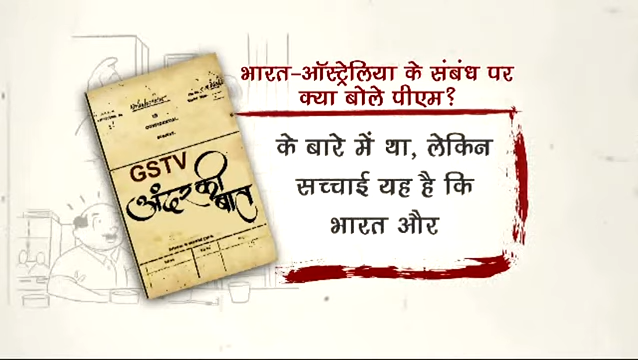 भारत-ऑस्ट्रेलिया के संबंध पर
क्या बोले पीएम?
GSTV
अंदर की
बात
के बारे में था, लेकिन
सच्चाई यह है कि
भारत और